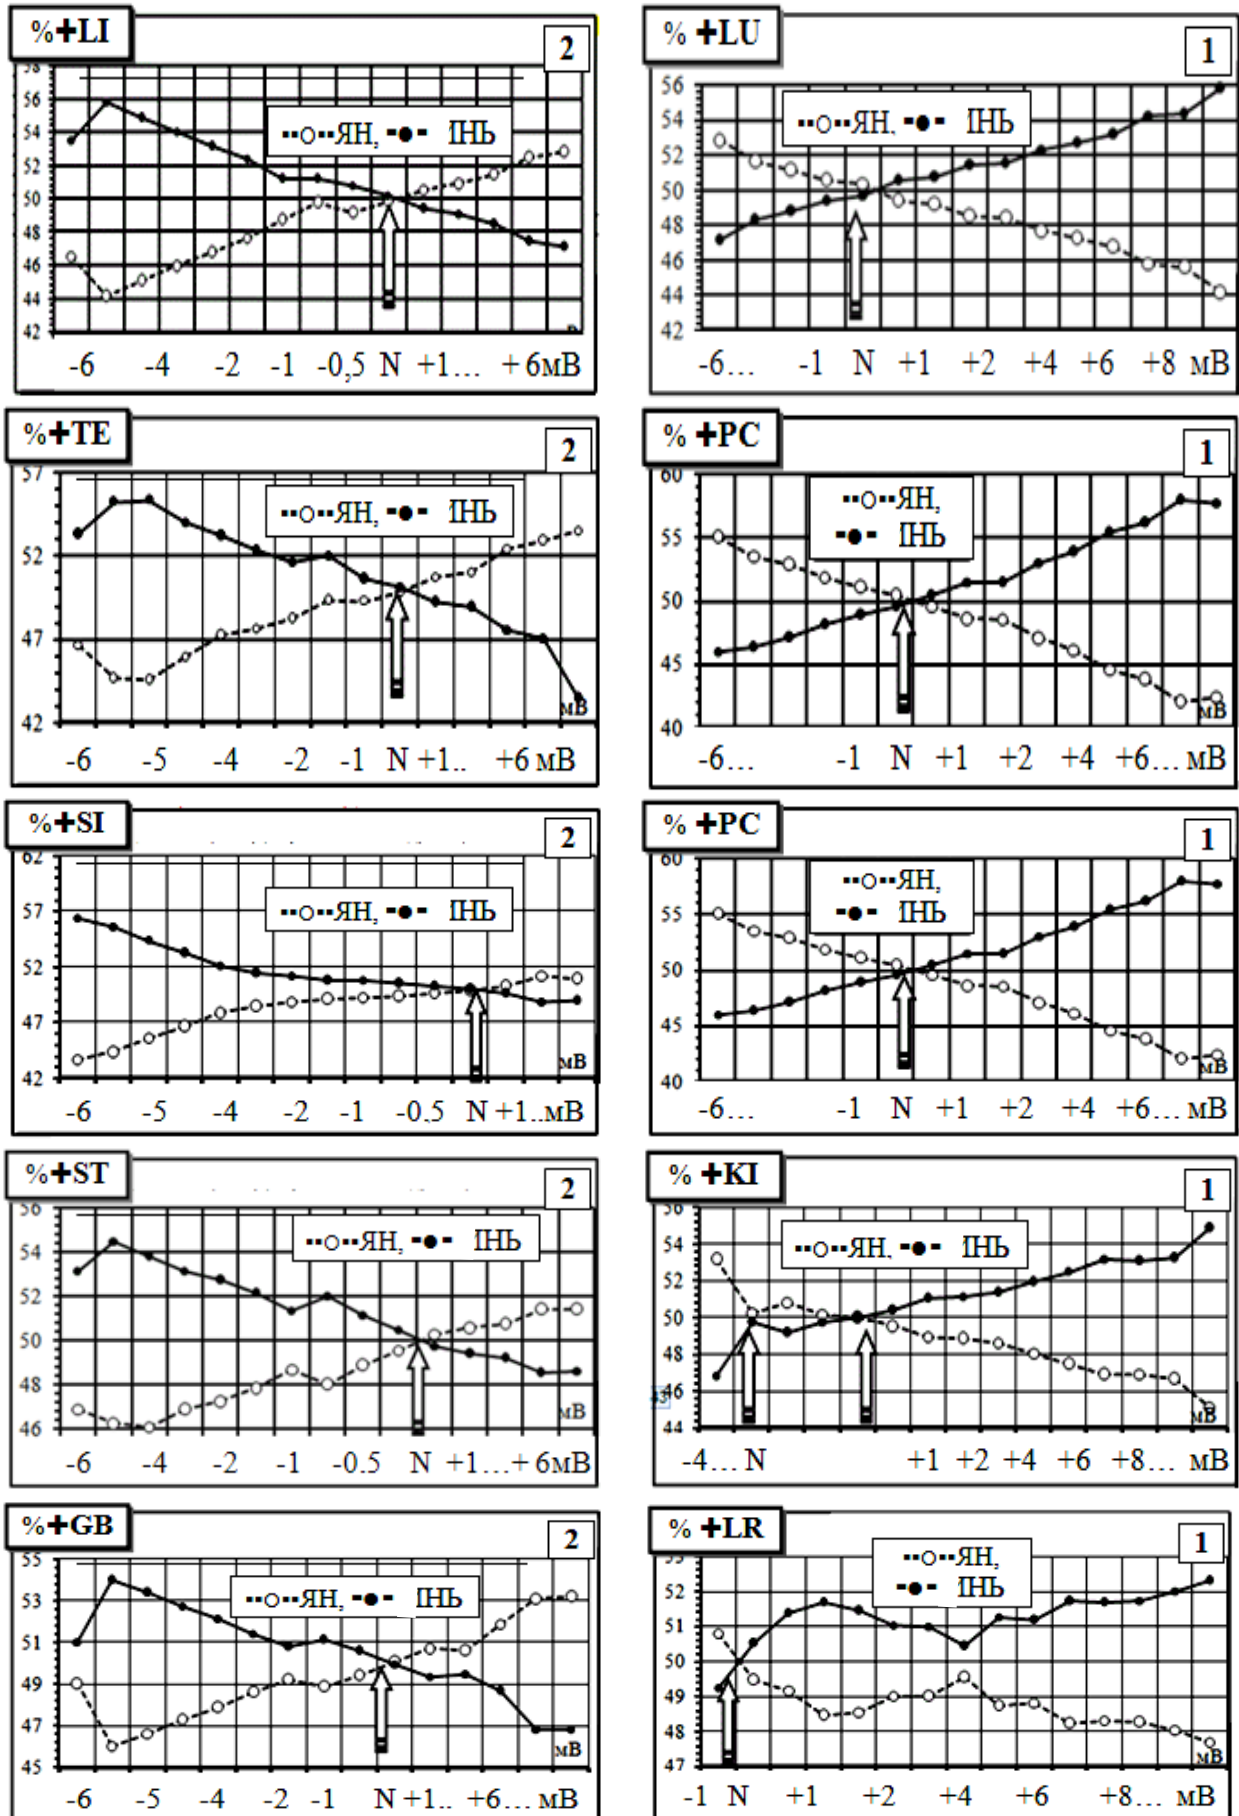 %+LI
2
58
56
54
52
50
48
46
44
42
--o--ЯН, -●- ІНЬ
-6 -4 -2 -1 -0,5 N +1... +6мВ
% +LU
1
56
54
52
50
48
46
44
42
--o--ЯН. -●- ІНЬ
-6... -1 N +1 +2 +4 +6 +8 мВ
%+TE
2
57
52
47
42
--o--ЯН, -●- ІНЬ
мВ
-6 -5 -4 -2 -1 N +1.. +6 мВ
% +PC
1
60
55
50
45
40
--o--ЯН,
-●- ІНЬ
мВ
-6... -1 N +1 +2 +4 +6... мВ
%+SI
2
62
57
52
47
42
--o--ЯН, -●- ІНЬ
мВ
-6 -5 -4 -2 -1 -0.5 N +1..мВ
% +PC
1
60
55
50
45
40
--o--ЯН,
-●- ІНЬ
мВ
-6... -1 N +1 +2 +4 +6... мВ
%+ST
2
56
54
52
50
48
46
--o--ЯН, -●- ІНЬ
мВ
-6 -4 -2 -1 -0.5 N +1...+ 6мВ
% +KI
1
56
54
52
50
48
46
44
43
--o--ЯН. -●- ІНЬ
мВ
-4... N +1 +2 +4 +6 +8... мВ
%+GB
2
55
53
51
49
47
45
--o--ЯН, -●- ІНЬ
мВ
-6 -5 -4 -2 -1 N +1.. +6... мВ
% +LR
1
53
52
51
50
49
48
47
--o--ЯН,
-●- ІНЬ
мВ
-1 N +1 +2 +4 +6 +8... мВ